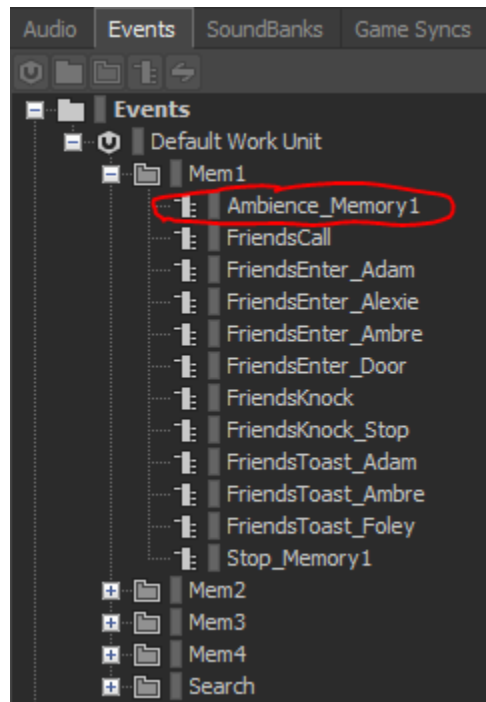 Audio Events SoundBanks Game Syncs
Events
Default Work Unit
Mem1
Ambience_Memory1
FriendsCall
FriendsEnter_Adam
FriendsEnter_Alexie
FriendsEnter_Ambre
FriendsEnter_Door
FriendsKnock
FriendsKnock_Stop
FriendsToast_Adam
FriendsToast_Ambre
FriendsToast_Foley
Stop_Memory1
Mem2
Mem3
Mem4
Search